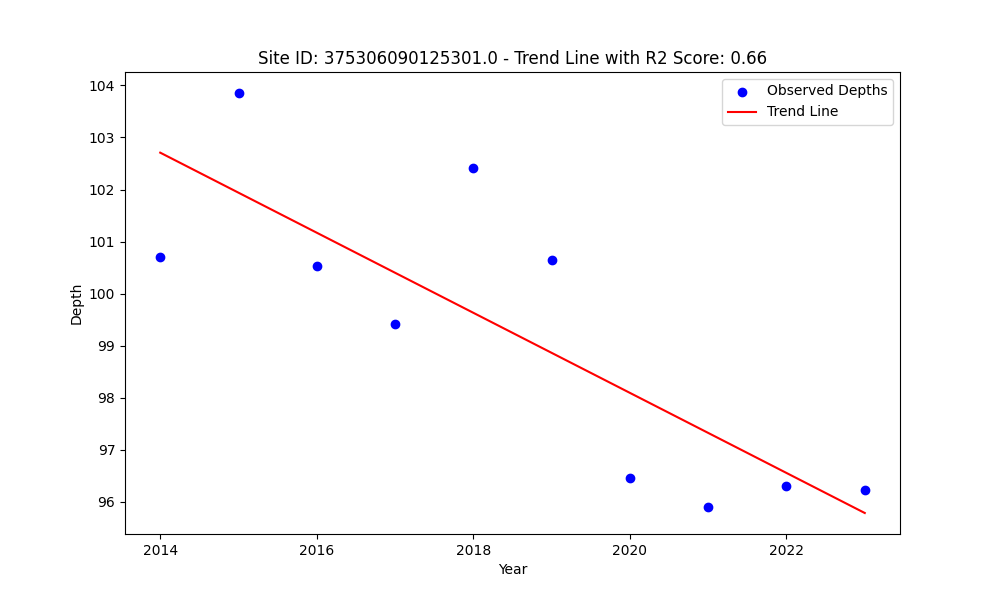 Site ID: 375306090125301.0 - Trend Line with R2 Score: 0.66
Observed Depths
Trend Line
104
103
102
101
100
99
98
97
96
Depth
2014
2016
2018
2020
2022
Year